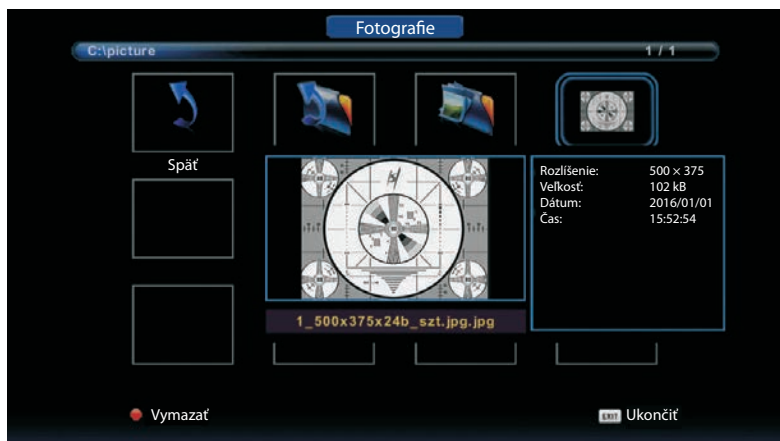 Fotografie
C:\picture 1 / 1
Späť
Rozlíšenie: 500 × 375
Veľkosť: 102 kB
Dátum: 2016/01/01
Čas: 15:52:54
1_500x375x24b_szt.jpg.jpg
Vymazať
EXIT Ukončiť